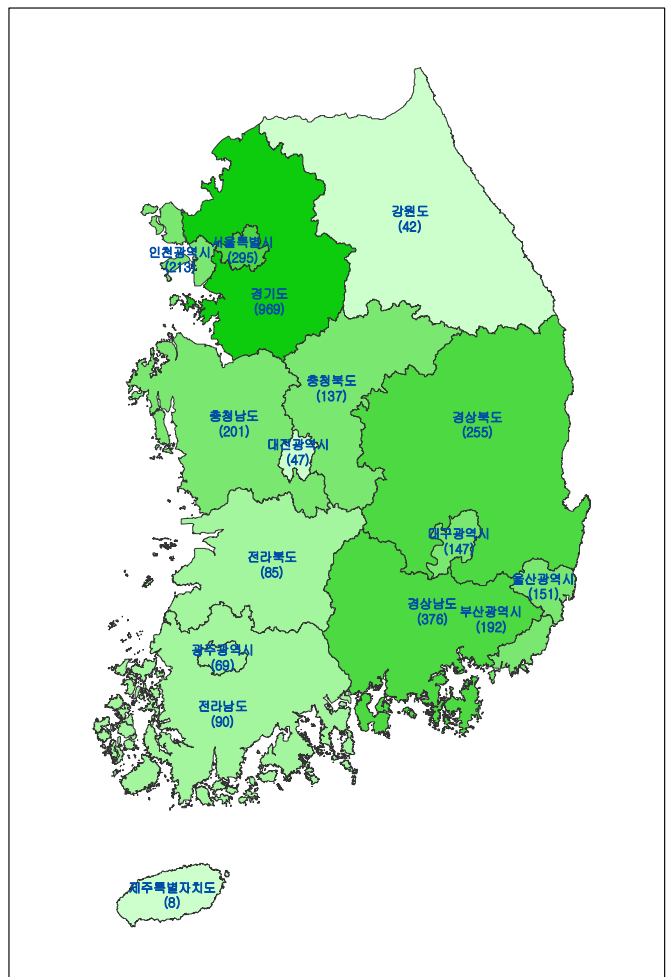 강원도
(42)
서울특별시
(295)
인천광역시
(213)
경기도
(969)
충청북도
(137)
충청남도
(201)
경상북도
(255)
대전광역시
(47)
대구광역시
(147)
전라북도
(85)
울산광역시
(151)
경상남도
(376)
부산광역시
(192)
광주광역시
(69)
전라남도
(90)
제주특별자치도
(8)